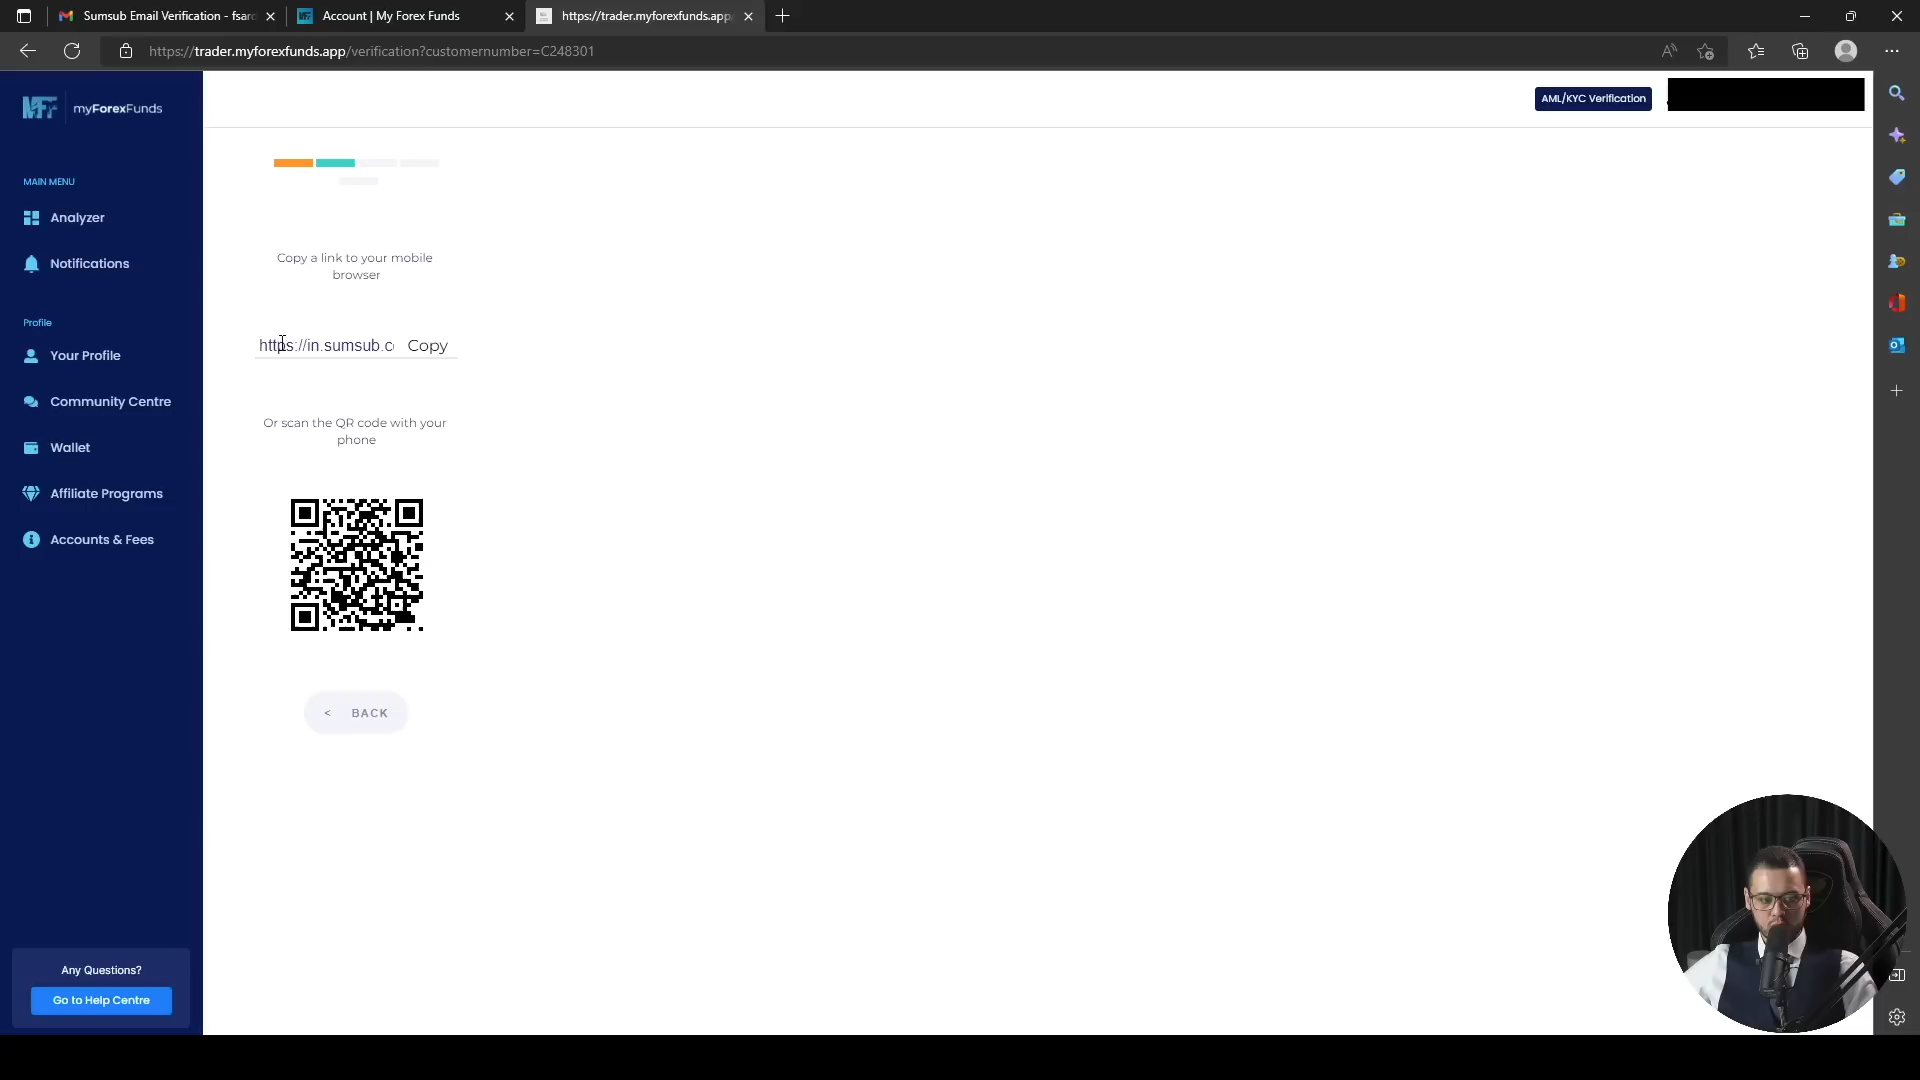 Sumsub Email Verification - fsar
Account | My Forex Funds
https://trader.myforexfunds.app
https://trader.myforexfunds.app/verification?customernumber=C248301
MFF myForexFunds
AML/KYC Verification
MAIN MENU
Analyzer
Notifications
Profile
Your Profile
Community Centre
Wallet
Affiliate Programs
Accounts & Fees
Copy a link to your mobile
browser
https://in.sumsub.c Copy
Or scan the QR code with your
phone
< BACK
Any Questions?
Go to Help Centre